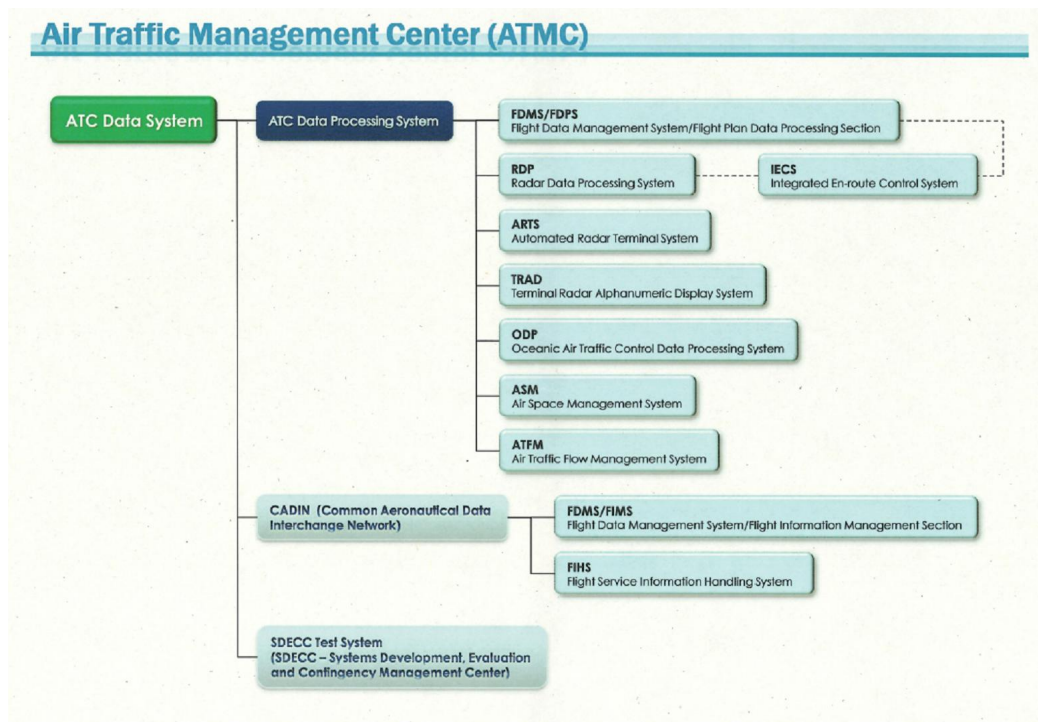 Air Traffic Management Center (ATMC)
ATC Data System
ATC Data Processing System
FDMS/FDPS
Flight Data Management System/Flight Plan Data Processing Section
RDP
Radar Data Processing System
IECS
Integrated En-route Control System
ARTS
Automated Radar Terminal System
TRAD
Terminal Radar Alphanumeric Display System
ODP
Oceanic Air Traffic Control Data Processing System
ASM
Air Space Management System
ATFM
Air Traffic Flow Management System
CADIN (Common Aeronautical Data
Interchange Network)
FDMS/FIMS
Flight Data Management System/Flight Information Management Section
FIHS
Flight Service Information Handling System
SDECC Test System
(SDECC – Systems Development, Evaluation
and Contingency Management Center)